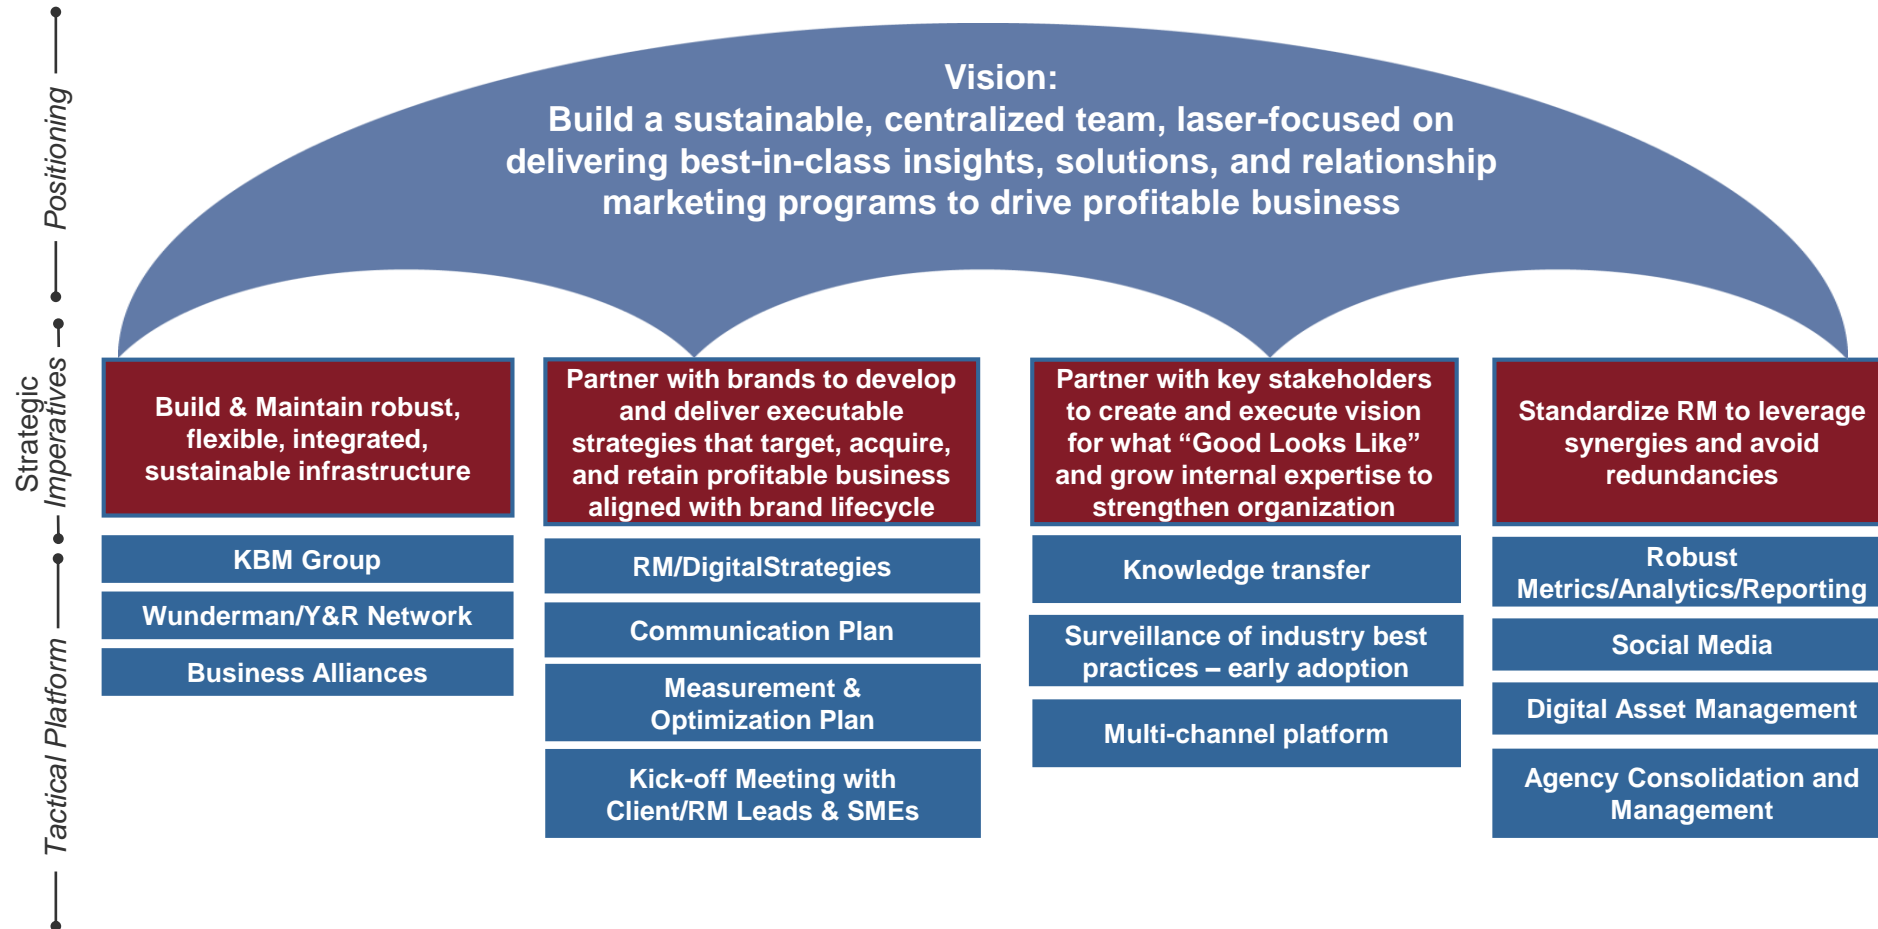 Positioning
Strategic
Imperatives
Tactical Platform
Vision:
Build a sustainable, centralized team, laser-focused on
delivering best-in-class insights, solutions, and relationship
marketing programs to drive profitable business
Build & Maintain robust,
flexible, integrated,
sustainable infrastructure
KBM Group
Wunderman/Y&R Network
Business Alliances
Partner with brands to develop
and deliver executable
strategies that target, acquire,
and retain profitable business
aligned with brand lifecycle
RM/DigitalStrategies
Communication Plan
Measurement &
Optimization Plan
Kick-off Meeting with
Client/RM Leads & SMEs
Partner with key stakeholders
to create and execute vision
for what “Good Looks Like”
and grow internal expertise to
strengthen organization
Knowledge transfer
Surveillance of industry best
practices – early adoption
Multi-channel platform
Standardize RM to leverage
synergies and avoid
redundancies
Robust
Metrics/Analytics/Reporting
Social Media
Digital Asset Management
Agency Consolidation and
Management